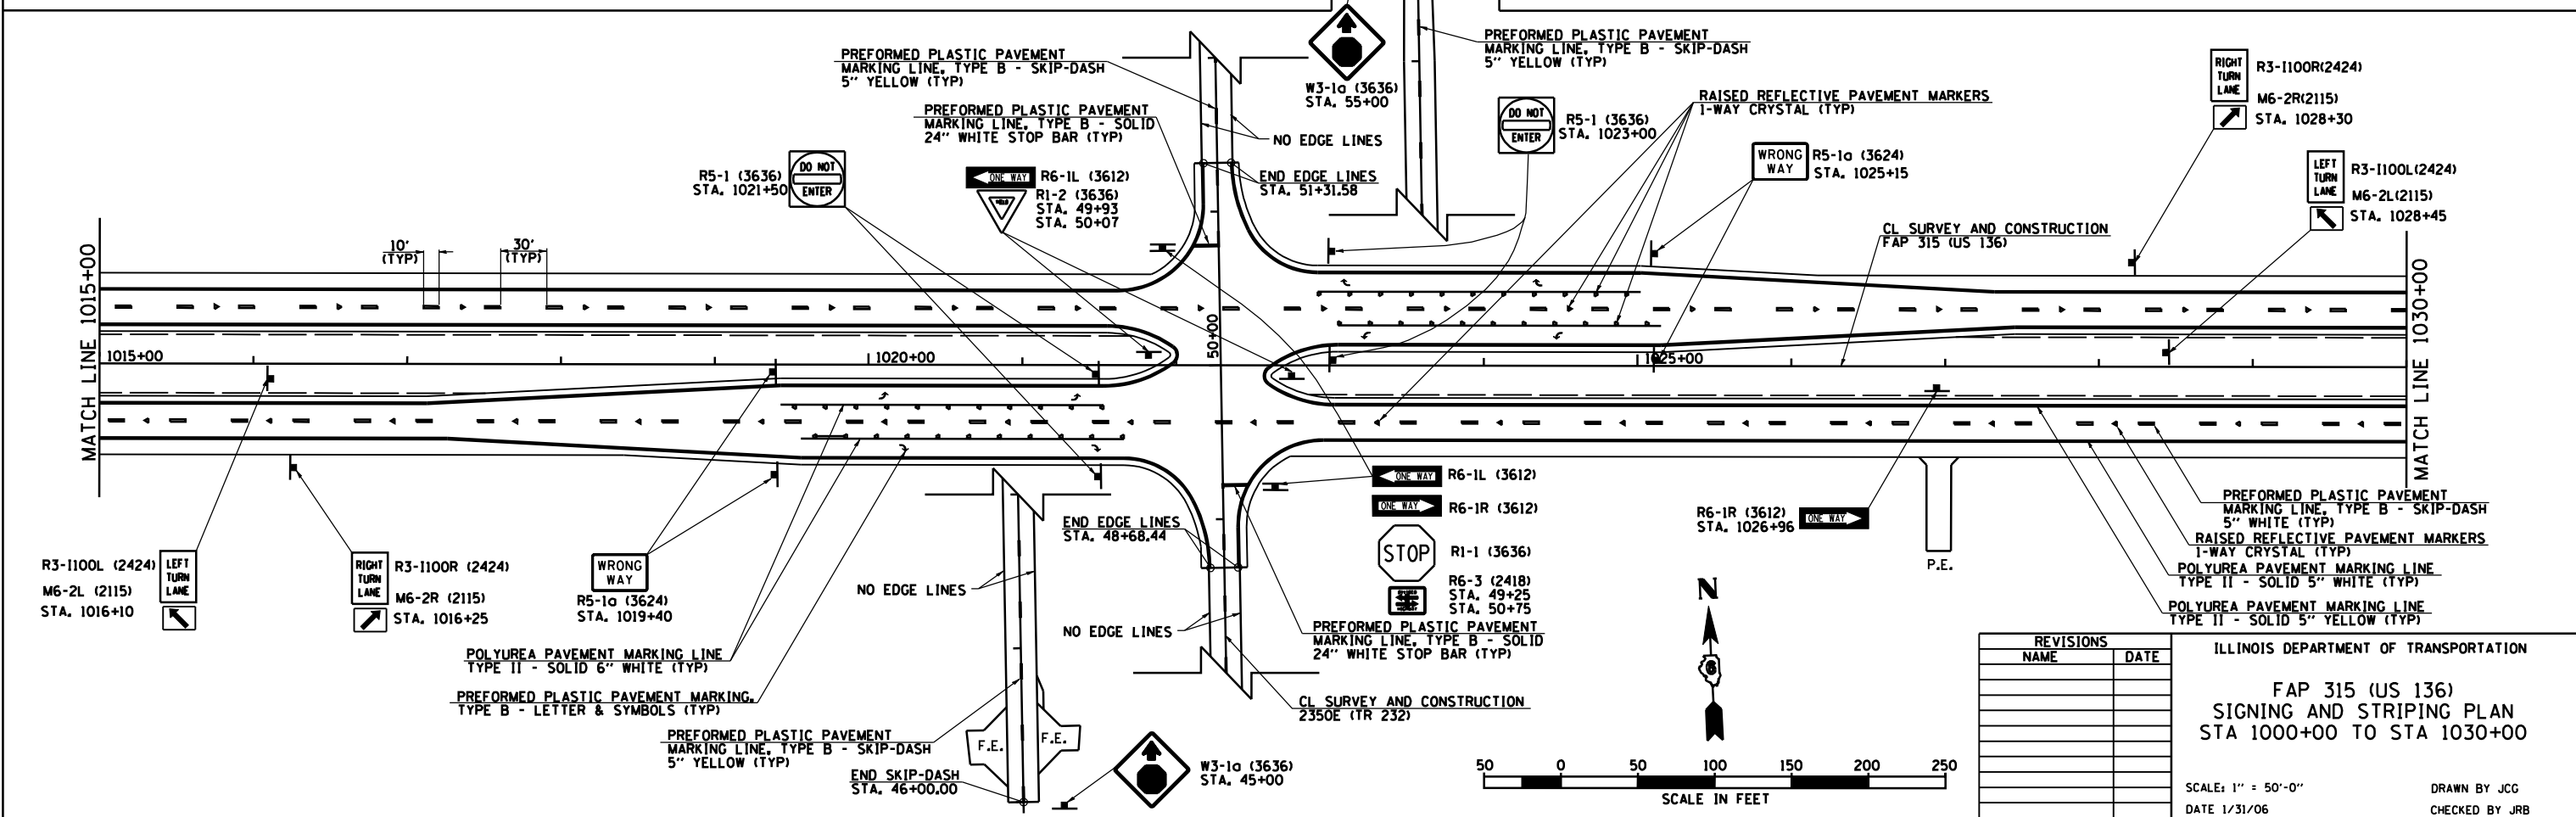 PREFORMED PLASTIC PAVEMENT
MARKING LINE, TYPE B - SKIP-DASH
5" YELLOW (TYP)
PREFORMED PLASTIC PAVEMENT
MARKING LINE, TYPE B - SOLID
24" WHITE STOP BAR (TYP)
NO EDGE LINES
W3-1a (3636)
STA. 55+00
PREFORMED PLASTIC PAVEMENT
MARKING LINE, TYPE B - SKIP-DASH
5" YELLOW (TYP)
DO NOT
ENTER
R5-1 (3636)
STA. 1023+00
RAISED REFLECTIVE PAVEMENT MARKERS
1-WAY CRYSTAL (TYP)
RIGHT
TURN
LANE
R3-I100R(2424)
M6-2R(2115)
STA. 1028+30
R5-1 (3636)
STA. 1021+50
DO NOT
ENTER
ONE WAY
R6-1L (3612)
R1-2 (3636)
STA. 49+93
STA. 50+07
END EDGE LINES
STA. 51+31.58
WRONG
WAY
R5-1a (3624)
STA. 1025+15
LEFT
TURN
LANE
R3-I100L(2424)
M6-2L(2115)
STA. 1028+45
CL SURVEY AND CONSTRUCTION
FAP 315 (US 136)
MATCH LINE 1015+00
10'
(TYP)
30'
(TYP)
MATCH LINE 1030+00
1015+00
1020+00
50+00
1025+00
R3-I100L (2424)
M6-2L (2115)
STA. 1016+10
LEFT
TURN
LANE
RIGHT
TURN
LANE
R3-I100R (2424)
M6-2R (2115)
STA. 1016+25
WRONG
WAY
R5-1a (3624)
STA. 1019+40
NO EDGE LINES
END EDGE LINES
STA. 48+68.44
NO EDGE LINES
ONE WAY
R6-1L (3612)
ONE WAY
R6-1R (3612)
STOP
R1-1 (3636)
R6-3 (2418)
STA. 49+25
STA. 50+75
PREFORMED PLASTIC PAVEMENT
MARKING LINE, TYPE B - SOLID
24" WHITE STOP BAR (TYP)
R6-1R (3612)
STA. 1026+96
ONE WAY
P.E.
PREFORMED PLASTIC PAVEMENT
MARKING LINE, TYPE B - SKIP-DASH
5" WHITE (TYP)
RAISED REFLECTIVE PAVEMENT MARKERS
1-WAY CRYSTAL (TYP)
POLYUREA PAVEMENT MARKING LINE
TYPE II - SOLID 5" WHITE (TYP)
POLYUREA PAVEMENT MARKING LINE
TYPE II - SOLID 5" YELLOW (TYP)
POLYUREA PAVEMENT MARKING LINE
TYPE II - SOLID 6" WHITE (TYP)
PREFORMED PLASTIC PAVEMENT MARKING,
TYPE B - LETTER & SYMBOLS (TYP)
PREFORMED PLASTIC PAVEMENT
MARKING LINE, TYPE B - SKIP-DASH
5" YELLOW (TYP)
END SKIP-DASH
STA. 46+00.00
F.E.
F.E.
W3-1a (3636)
STA. 45+00
CL SURVEY AND CONSTRUCTION
2350E (TR 232)
N
6
50 0 50 100 150 200 250
SCALE IN FEET
REVISIONS
NAME DATE
ILLINOIS DEPARTMENT OF TRANSPORTATION
FAP 315 (US 136)
SIGNING AND STRIPING PLAN
STA 1000+00 TO STA 1030+00
SCALE: 1" = 50'-0"
DRAWN BY JCG
DATE 1/31/06
CHECKED BY JRB